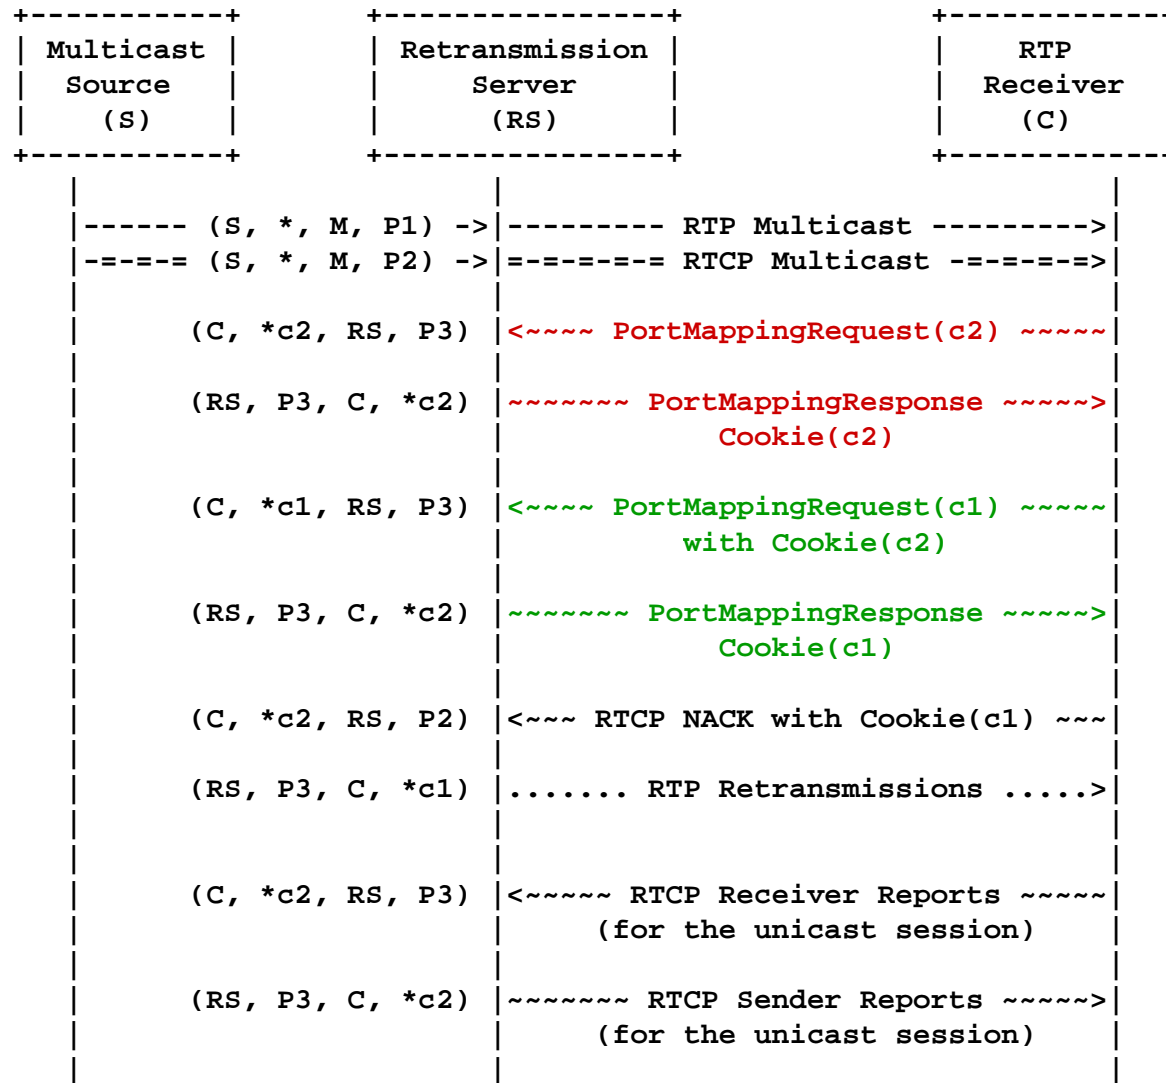 +-----------+ +----------------+ +-------------
| Multicast | | Retransmission | | RTP
| Source | | Server | | Receiver
| (S) | | (RS) | | (C)
+-----------+ +----------------+ +-------------
| | |
|------ (S, *, M, P1) ->|--------- RTP Multicast --------->|
|-=-=-= (S, *, M, P2) ->|=-=-=-=-= RTCP Multicast -=-=-=-=>|
| | |
| (C, *c2, RS, P3) |<~~~~ PortMappingRequest(c2) ~~~~~|
| | |
| (RS, P3, C, *c2) |~~~~~~~ PortMappingResponse ~~~~~>|
| | Cookie(c2) |
| | |
| (C, *c1, RS, P3) |<~~~~ PortMappingRequest(c1) ~~~~~|
| | with Cookie(c2) |
| | |
| (RS, P3, C, *c2) |~~~~~~~ PortMappingResponse ~~~~~>|
| | Cookie(c1) |
| | |
| (C, *c2, RS, P2) |<~~~ RTCP NACK with Cookie(c1) ~~~|
| | |
| (RS, P3, C, *c1) |....... RTP Retransmissions .....>|
| | |
| | |
| (C, *c2, RS, P3) |<~~~~~ RTCP Receiver Reports ~~~~~|
| | (for the unicast session) |
| | |
| (RS, P3, C, *c2) |~~~~~~~ RTCP Sender Reports ~~~~~>|
| | (for the unicast session) |
| | |